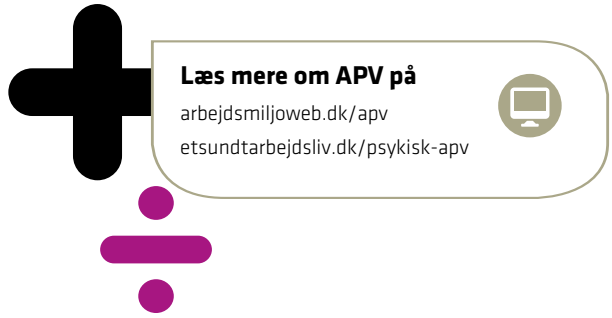 Læs mere om APV på
arbejdsmiljoweb.dk/apv
etsundtarbejdsliv.dk/psykisk-apv